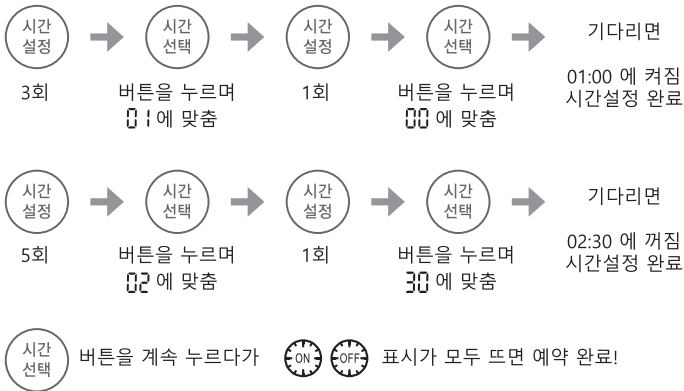 시간 설정 시간 선택 시간 설정 시간 선택 기다리면
3회 버튼을 누르며 1회 버튼을 누르며 01:00 에 켜짐
01에 맞춤 00 에 맞춤 시간설정 완료
시간 설정 시간 선택 시간 설정 시간 선택 기다리면
5회 버튼을 누르며 1회 버튼을 누르며 02:30 에 꺼짐
02 에 맞춤 30 에 맞춤 시간설정 완료
시간 선택 버튼을 계속 누르다가 ON OFF 표시가 모두 뜨면 예약 완료!